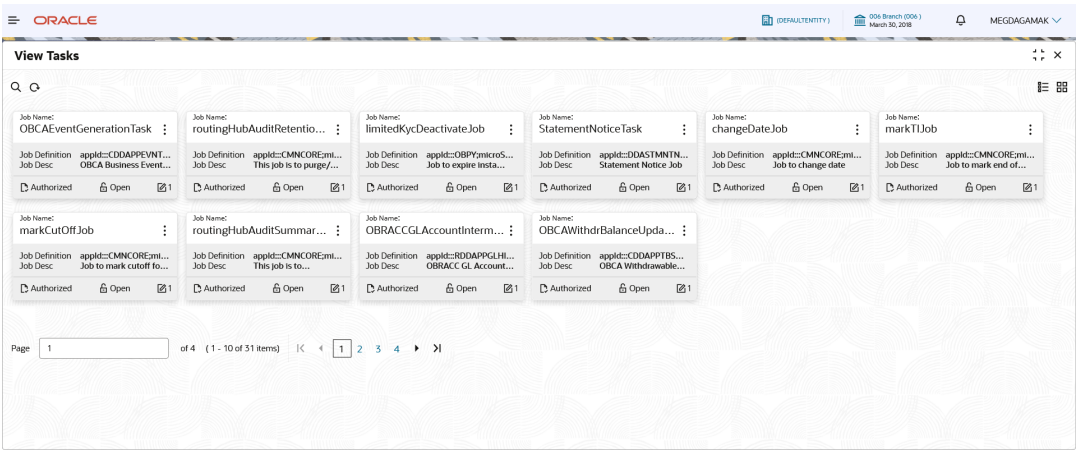 ORACLE
(DEFAULTENTITY )
006 Branch (006 )
March 30, 2018
MEGDAGAMAK
View Tasks
Job Name:
OBCAEventGenerationTask
Job Definition appId:::CDDAPPEVNT...
Job Desc OBCA Business Event...
Authorized Open 1
Job Name:
routingHubAuditRetentio...
Job Definition appId:::CMNCORE;mi...
Job Desc This job is to purge/...
Authorized Open 1
Job Name:
limitedKycDeactivateJob
Job Definition appId:::OBPY;microS...
Job Desc Job to expire insta...
Authorized Open 1
Job Name:
StatementNoticeTask
Job Definition appId:::DDASTMNTN...
Job Desc Statement Notice Job
Authorized Open 1
Job Name:
changeDateJob
Job Definition appId:::CMNCORE;mi...
Job Desc Job to change date
Authorized Open 1
Job Name:
markTIJob
Job Definition appId:::CMNCORE;mi...
Job Desc Job to mark end of...
Authorized Open 1
Job Name:
markCutOffJob
Job Definition appId:::CMNCORE;mi...
Job Desc Job to mark cutoff fo...
Authorized Open 1
Job Name:
routingHubAuditSummar...
Job Definition appId:::CMNCORE;mi...
Job Desc This job is to...
Authorized Open 1
Job Name:
OBRACCGLAccountInterm...
Job Definition appId:::RDDAPPGLHI...
Job Desc OBRACC GL Account...
Authorized Open 1
Job Name:
OBCAWithdrBalanceUpda...
Job Definition appId:::CDDAPPTBS...
Job Desc OBCA Withdrawable...
Authorized Open 1
Page 1 of 4 (1 - 10 of 31 items) 1 2 3 4